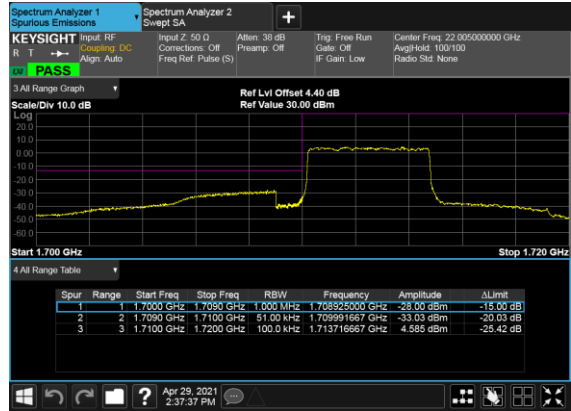 Spectrum Analyzer 1
Spurious Emissions
Spectrum Analyzer 2
Swept SA
KEYSIGHT
R T
LXI PASS
Input: RF
Coupling: DC
Align: Auto
Input Z: 50 Ω
Corrections: Off
Freq Ref: Pulse (S)
Atten: 38 dB
Preamp: Off
Trig: Free Run
Gate: Off
IF Gain: Low
Center Freq: 22.005000000 GHz
Avg|Hold: 100/100
Radio Std: None
3 All Range Graph
Ref Lvl Offset 4.40 dB
Scale/Div 10.0 dB
Ref Value 30.00 dBm
Log
20.0
10.0
0.00
-10.0
-20.0
-30.0
-40.0
-50.0
-60.0
Start 1.700 GHz
Stop 1.720 GHz
4 All Range Table
Spur Range Start Freq Stop Freq RBW Frequency Amplitude ΔLimit
1 1 1.7000 GHz 1.7090 GHz 1.000 MHz 1.708925000 GHz -28.00 dBm -15.00 dB
2 2 1.7090 GHz 1.7100 GHz 51.00 kHz 1.709991667 GHz -33.03 dBm -20.03 dB
3 3 1.7100 GHz 1.7200 GHz 100.0 kHz 1.713716667 GHz 4.585 dBm -25.42 dB
?
Apr 29, 2021
2:37:37 PM